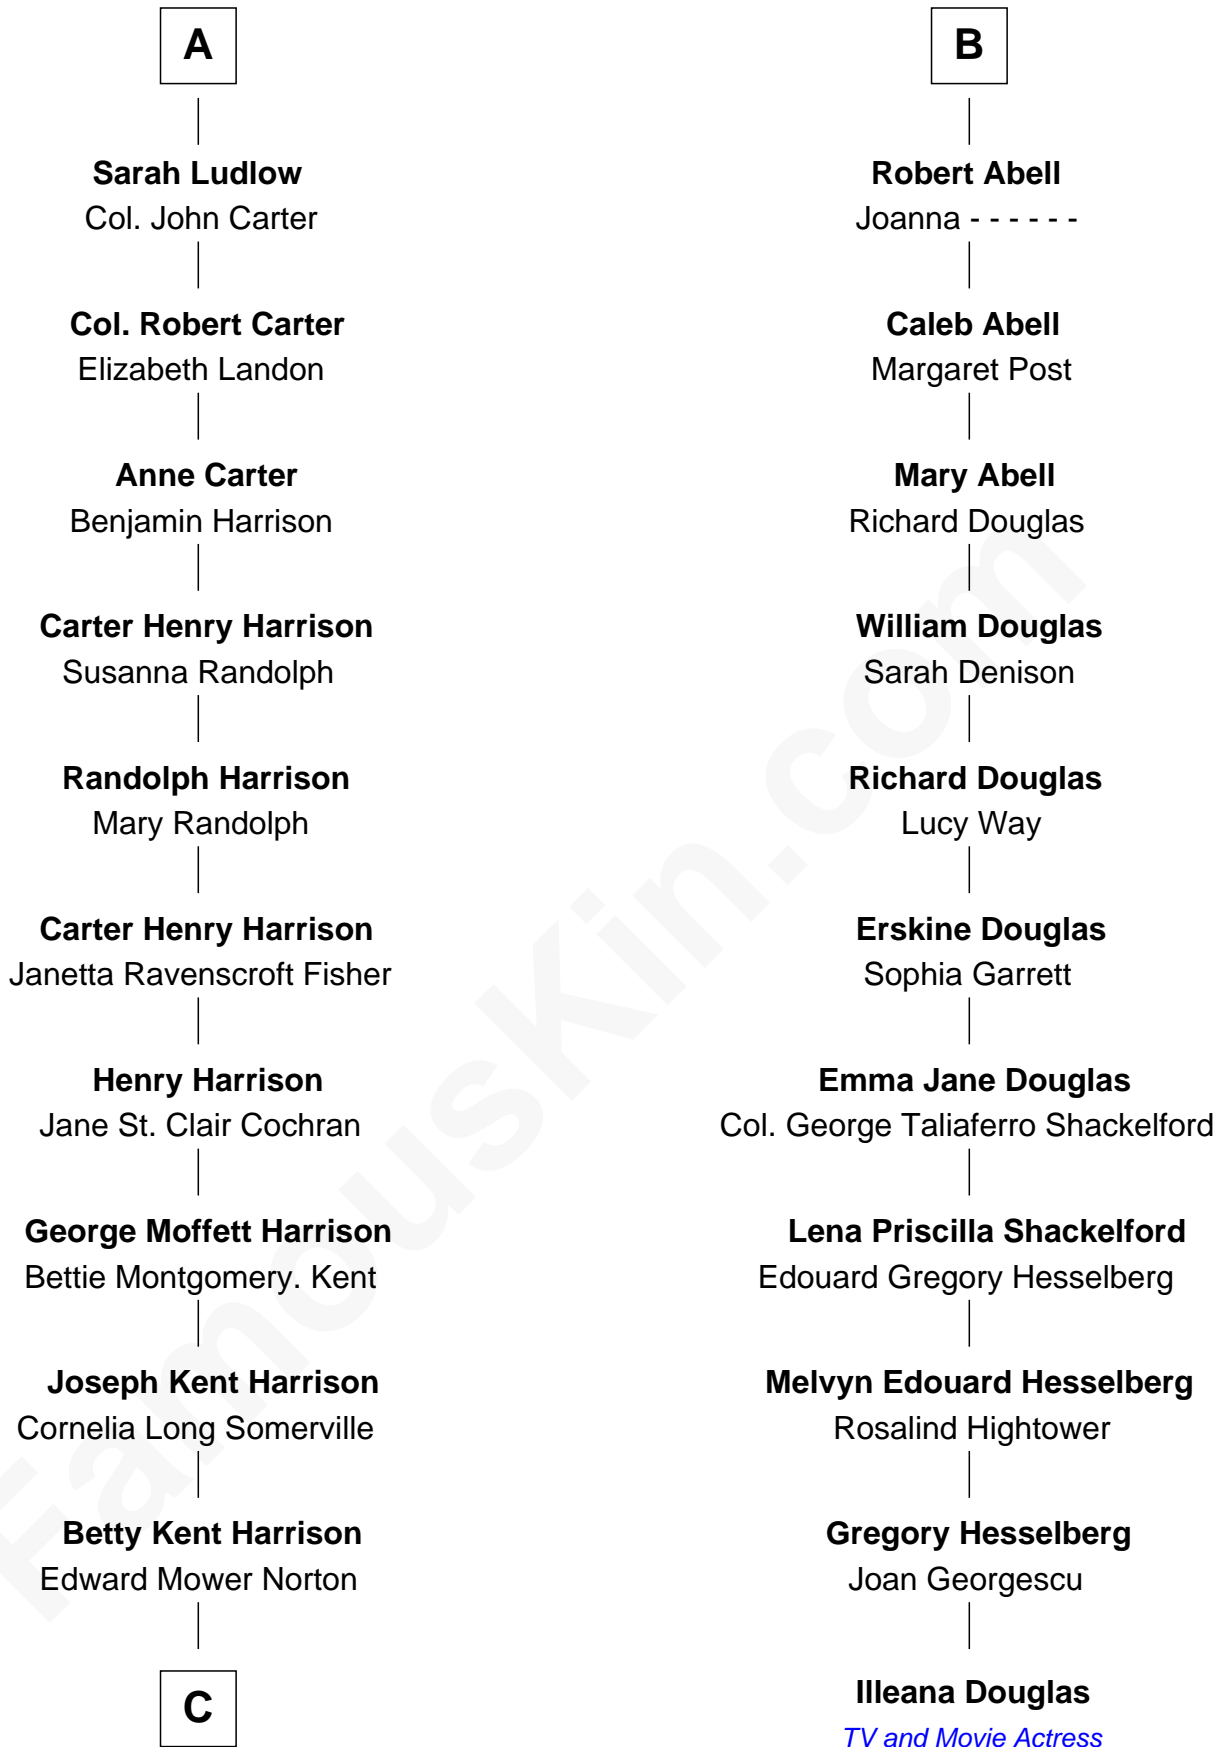 A
Sarah Ludlow
Col. John Carter
Col. Robert Carter
Elizabeth Landon
Anne Carter
Benjamin Harrison
Carter Henry Harrison
Susanna Randolph
Randolph Harrison
Mary Randolph
Carter Henry Harrison
Janetta Ravenscroft Fisher
Henry Harrison
Jane St. Clair Cochran
George Moffett Harrison
Bettie Montgomery. Kent
Joseph Kent Harrison
Cornelia Long Somerville
Betty Kent Harrison
Edward Mower Norton
C
B
Robert Abell
Joanna - - - - - -
Caleb Abell
Margaret Post
Mary Abell
Richard Douglas
William Douglas
Sarah Denison
Richard Douglas
Lucy Way
Erskine Douglas
Sophia Garrett
Emma Jane Douglas
Col. George Taliaferro Shackelford
Lena Priscilla Shackelford
Edouard Gregory Hesselberg
Melvyn Edouard Hesselberg
Rosalind Hightower
Gregory Hesselberg
Joan Georgescu
Illeana Douglas
TV and Movie Actress
FamousKin.com